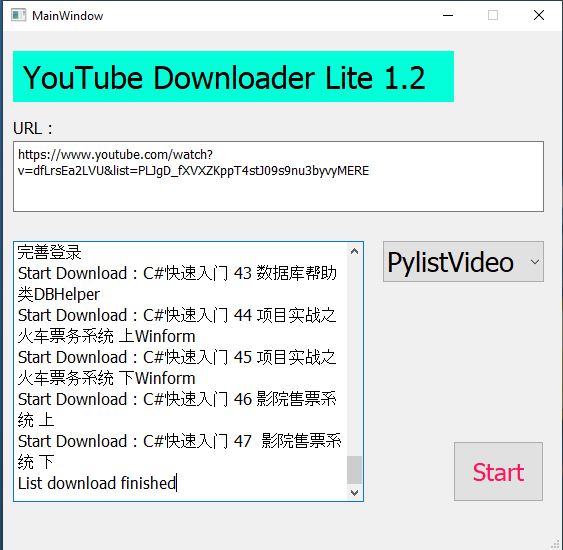 MainWindow
YouTube Downloader Lite 1.2
URL：
https://www.youtube.com/watch?
v=dfLrsEa2LVU&list=PLJgD_fXVXZKppT4stJ09s9nu3byvyMERE
完善登录
Start Download：C#快速入门 43 数据库帮助
类DBHelper
Start Download：C#快速入门 44 项目实战之
火车票务系统 上Winform
Start Download：C#快速入门 45 项目实战之
火车票务系统 下Winform
Start Download：C#快速入门 46 影院售票系
统 上
Start Download：C#快速入门 47  影院售票系
统 下
List download finished
PylistVideo
Start